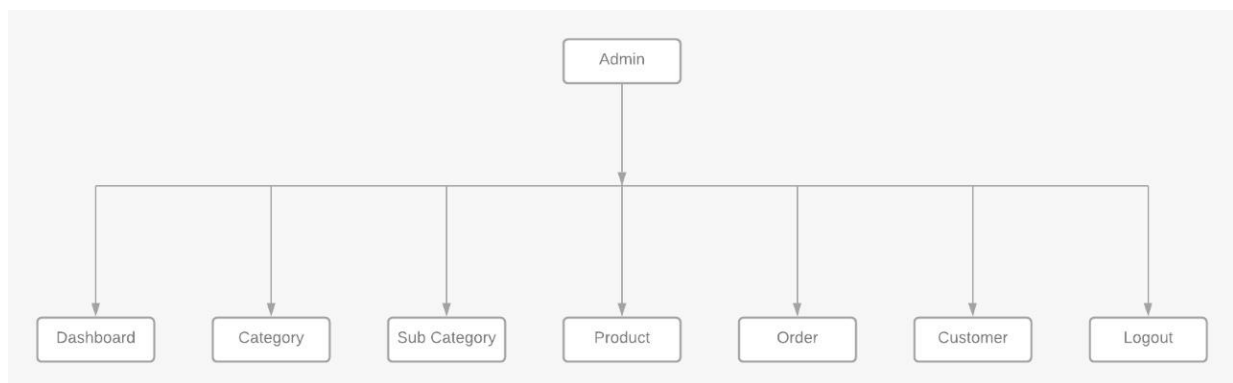 Admin
Dashboard
Category
Sub Category
Product
Order
Customer
Logout